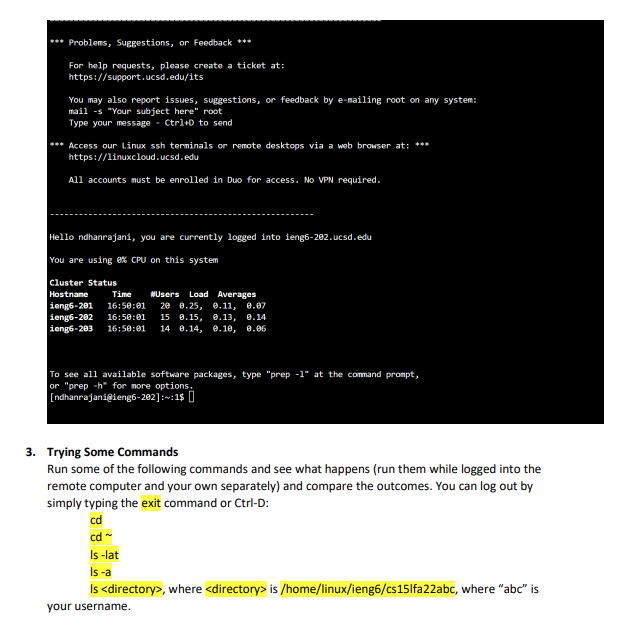 *** Problems, Suggestions, or Feedback ***
For help requests, please create a ticket at:
https://support.ucsd.edu/its
You may also report issues, suggestions, or feedback by e-mailing root on any system:
mail -s "Your subject here" root
Type your message - Ctrl+D to send
*** Access our Linux ssh terminals or remote desktops via a web browser at: ***
https://linuxcloud.ucsd.edu
All accounts must be enrolled in Duo for access. No VPN required.
-------------------------------------------------------
Hello ndhanrajani, you are currently logged into ieng6-202.ucsd.edu
You are using 0% CPU on this system
Cluster Status
Hostname Time #Users Load Averages
ieng6-201 16:50:01 20 0.25, 0.11, 0.07
ieng6-202 16:50:01 15 0.15, 0.13, 0.14
ieng6-203 16:50:01 14 0.14, 0.10, 0.06
To see all available software packages, type "prep -l" at the command prompt,
or "prep -h" for more options.
[ndhanrajani@ieng6-202]:~:1$
3. Trying Some Commands
Run some of the following commands and see what happens (run them while logged into the
remote computer and your own separately) and compare the outcomes. You can log out by
simply typing the exit command or Ctrl-D:
cd
cd ~
ls -lat
ls -a
ls <directory>, where <directory> is /home/linux/ieng6/cs15lfa22abc, where “abc” is
your username.